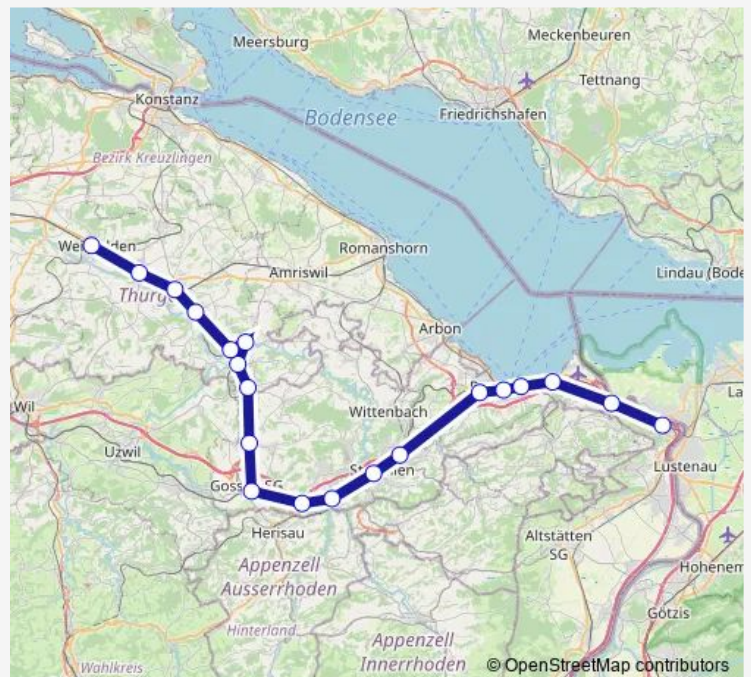 Meersburg
Meckenbeuren
Tettnang
Konstanz
Bodensee
Friedrichshafen
Bezirk Kreuzlingen
Romanshorn
Amriswil
Lindau (Bode
Arbon
Wil
Wittenbach
Uzwil
Lustenau
Herisau
Altstätten
SG
Appenzell
Ausserrhoden
Hohenem
Götzis
Hinterland
Appenzell
Innerrhoden
Wahlkreis
© OpenStreetMap contributors